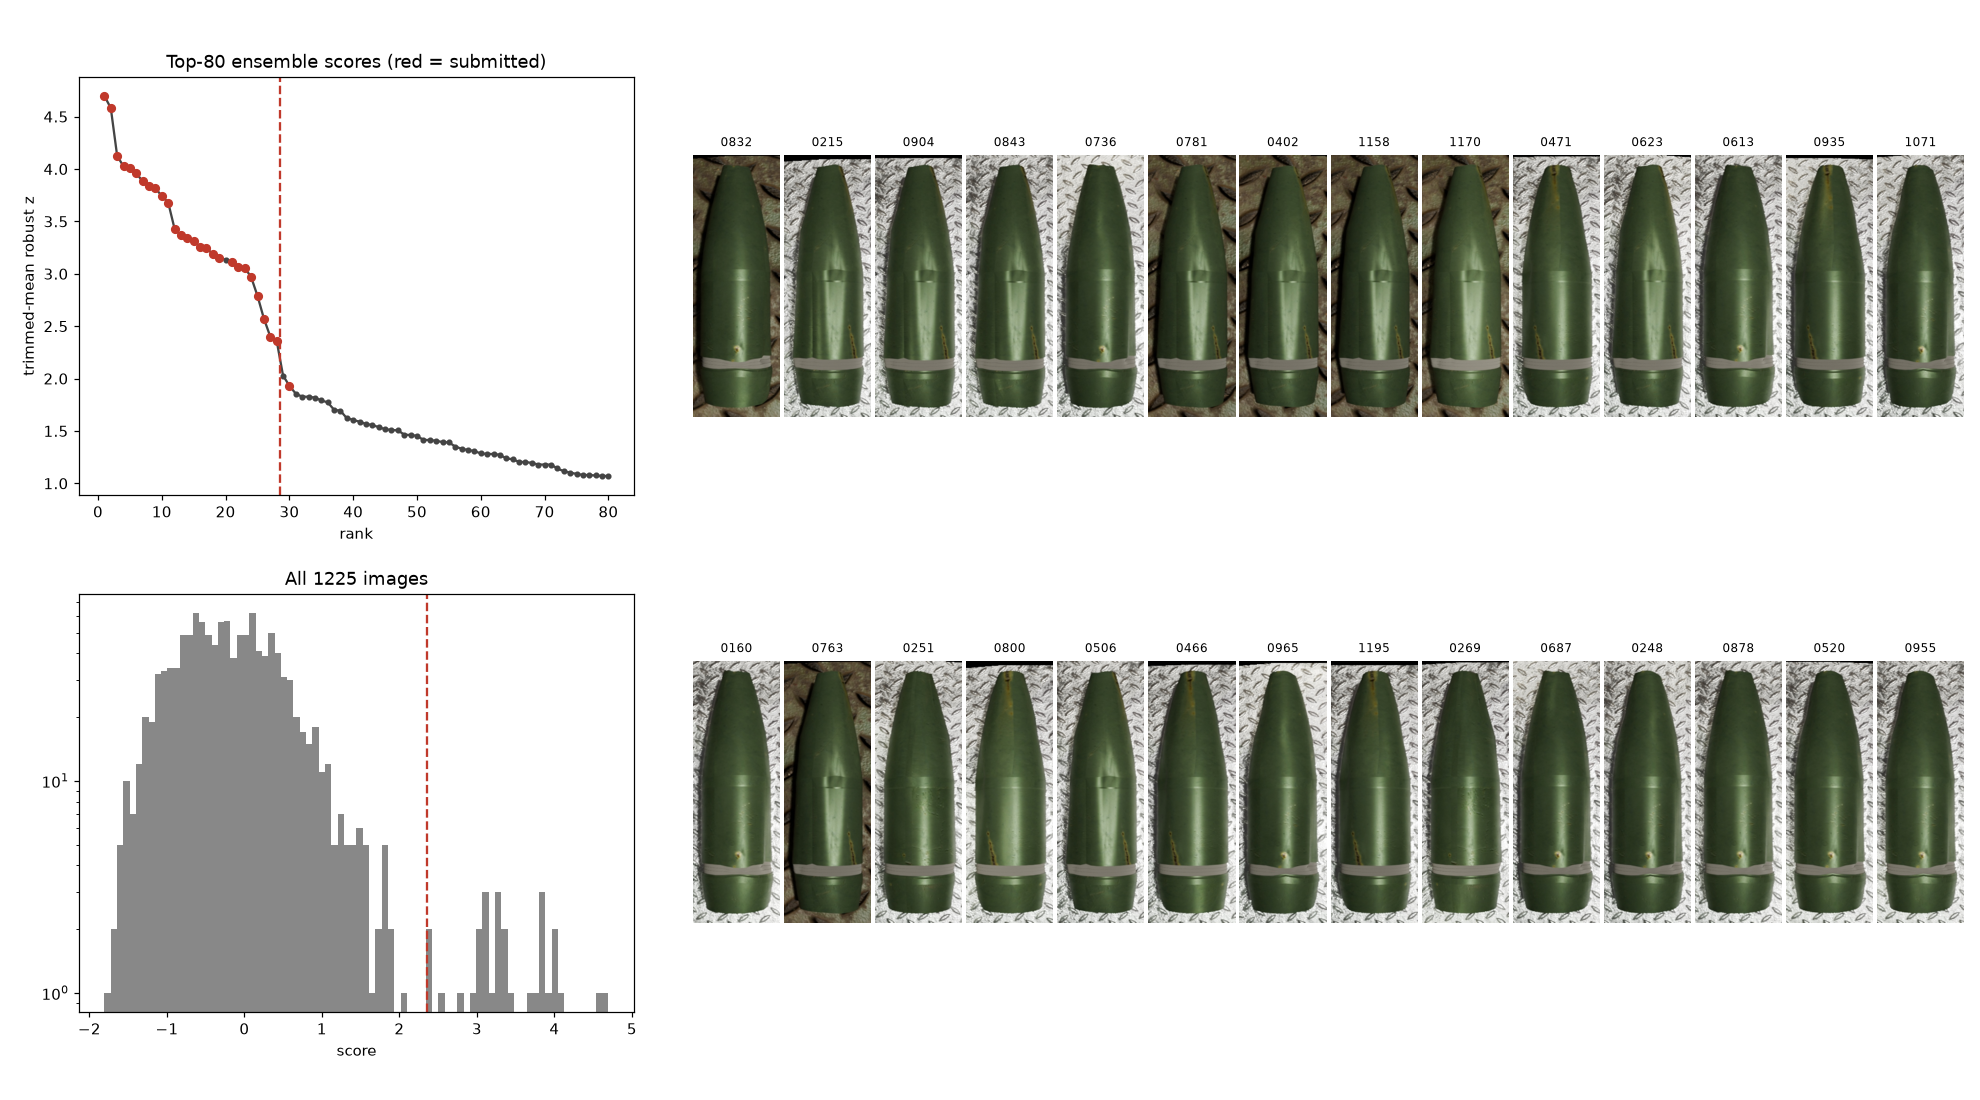 Top-80 ensemble scores (red = submitted)
trimmed-mean robust z
4.5
4.0
3.5
3.0
2.5
2.0
1.5
1.0
0 10 20 30 40 50 60 70 80
rank
0832 0215 0904 0843 0736 0781 0402 1158 1170 0471 0623 0613 0935 1071
All 1225 images
10¹
10⁰
−2 −1 0 1 2 3 4 5
score
0160 0763 0251 0800 0506 0466 0965 1195 0269 0687 0248 0878 0520 0955